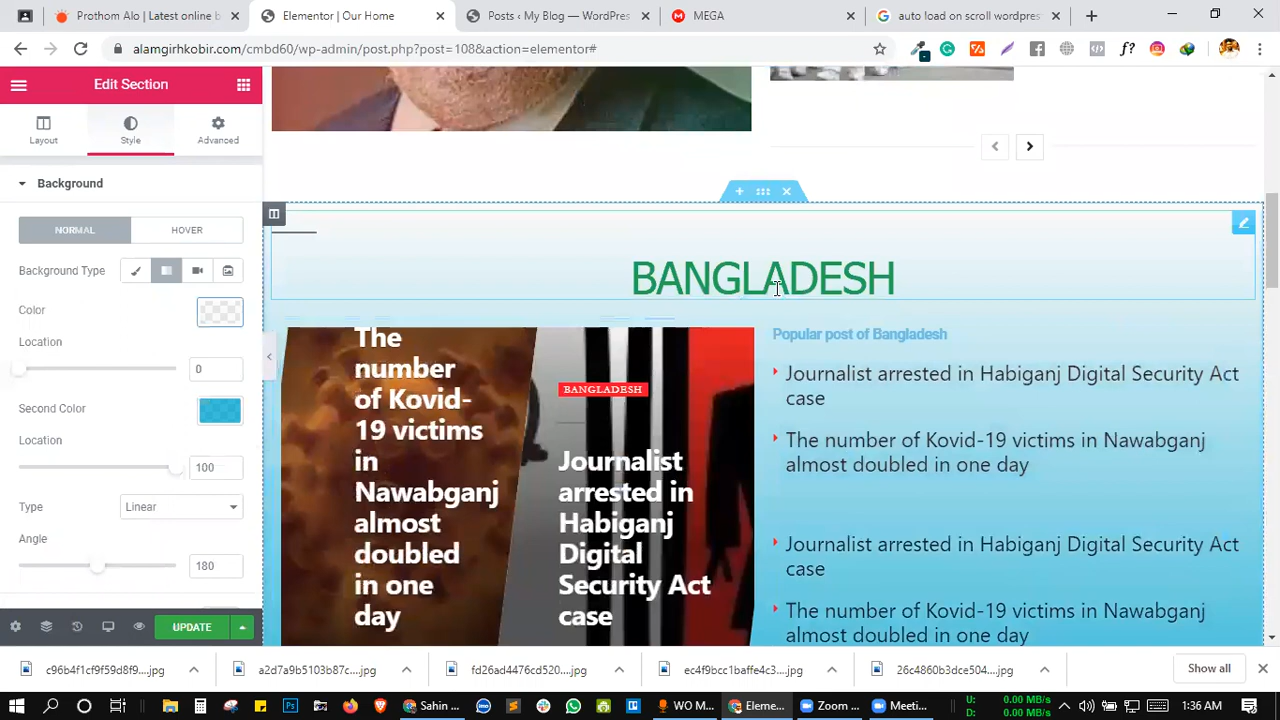 Prothom Alo | Latest online b
Elementor | Our Home
Posts ‹ My Blog — WordPress
MEGA
auto load on scroll wordpres
alamgirhkobir.com/cmbd60/wp-admin/post.php?post=108&action=elementor#
Edit Section
Layout
Style
Advanced
Background
NORMAL
HOVER
Background Type
Color
Location
0
Second Color
Location
100
Type
Linear
Angle
180
UPDATE
BANGLADESH
The
number
of Kovid-
19 victims
in
Nawabganj
almost
doubled
in one
day
BANGLADESH
Journalist
arrested in
Habiganj
Digital
Security Act
case
Popular post of Bangladesh
Journalist arrested in Habiganj Digital Security Act
case
The number of Kovid-19 victims in Nawabganj
almost doubled in one day
Journalist arrested in Habiganj Digital Security Act
case
The number of Kovid-19 victims in Nawabganj
almost doubled in one day
c96b4f1cf9f59d8f9....jpg
a2d7a9b5103b87c....jpg
fd26ad4476cd520....jpg
ec4f9bcc1baffe4c3....jpg
26c4860b3dce504....jpg
Show all
Sahin ...
WO M...
Eleme...
Zoom ...
Meeti...
U: 0.00 MB/s
D: 0.00 MB/s
1:36 AM